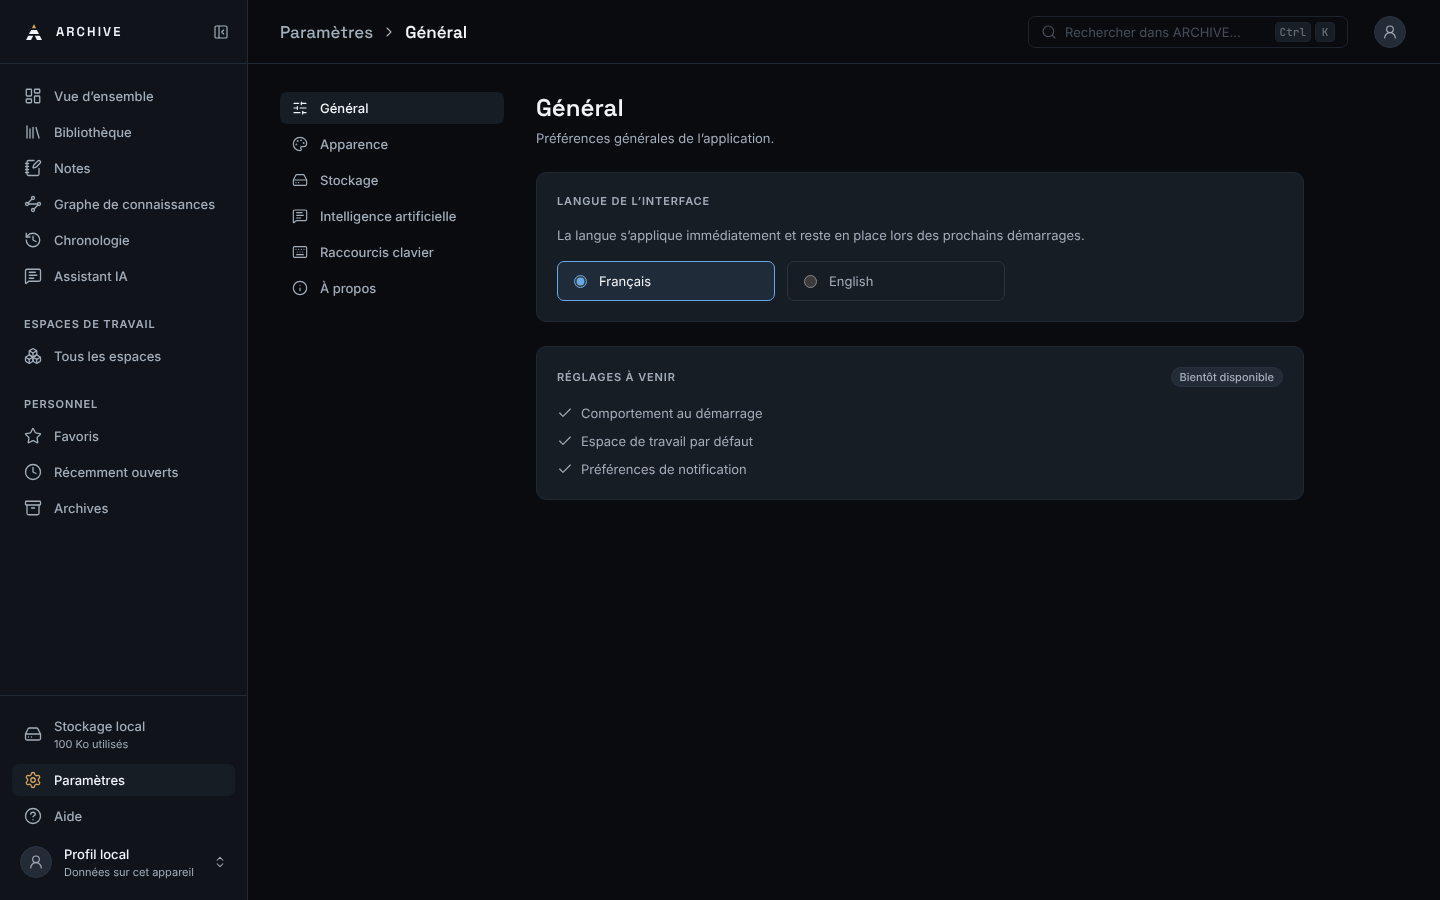 ARCHIVE
Paramètres > Général
Rechercher dans ARCHIVE...
Ctrl K
Vue d’ensemble
Bibliothèque
Notes
Graphe de connaissances
Chronologie
Assistant IA
ESPACES DE TRAVAIL
Tous les espaces
PERSONNEL
Favoris
Récemment ouverts
Archives
Stockage local
100 Ko utilisés
Paramètres
Aide
Profil local
Données sur cet appareil
Général
Apparence
Stockage
Intelligence artificielle
Raccourcis clavier
À propos
Général
Préférences générales de l’application.
LANGUE DE L’INTERFACE
La langue s’applique immédiatement et reste en place lors des prochains démarrages.
Français
English
RÉGLAGES À VENIR
Bientôt disponible
Comportement au démarrage
Espace de travail par défaut
Préférences de notification